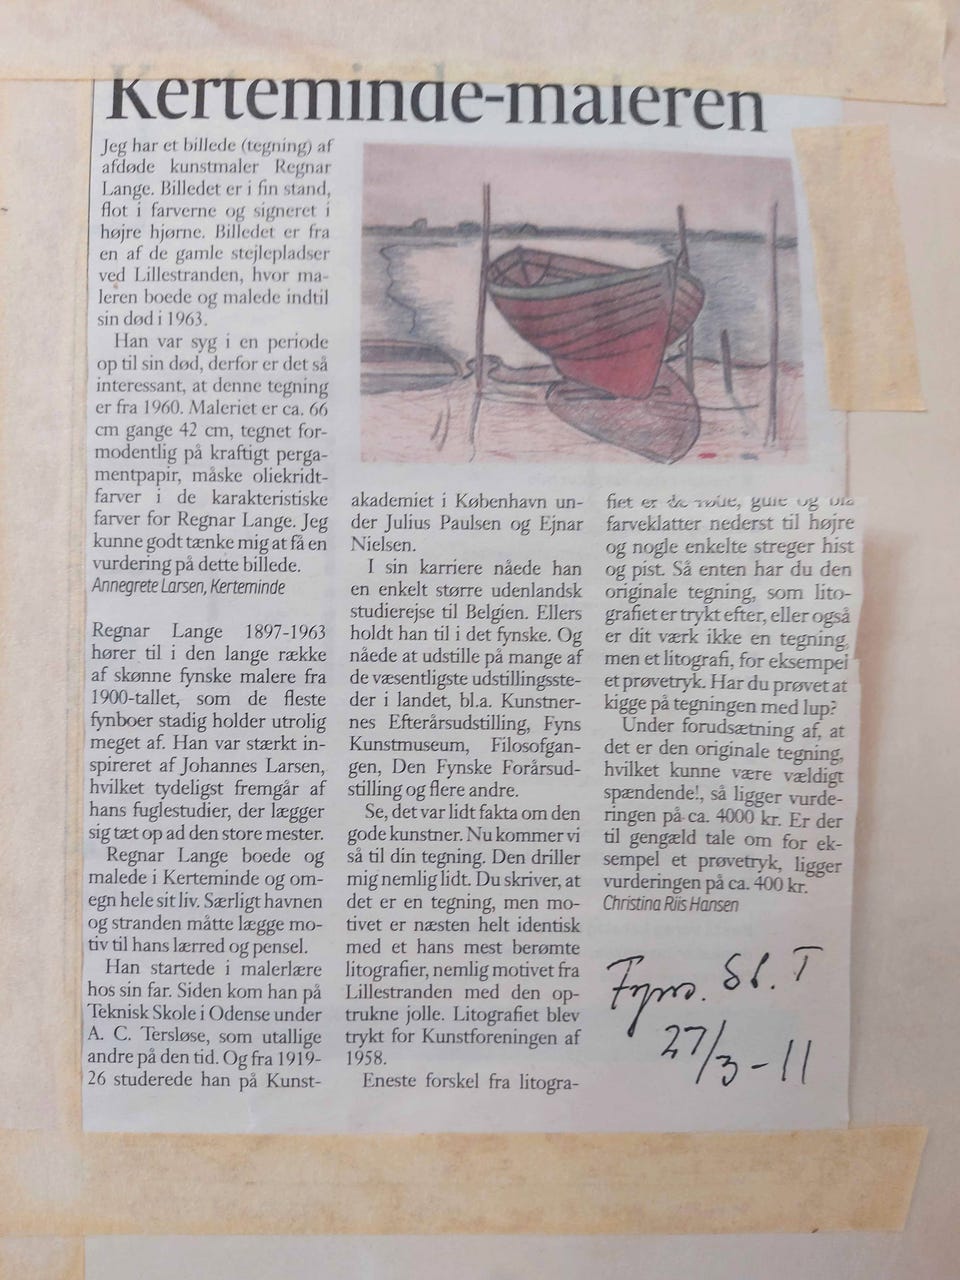 Kerteminde-maleren
Jeg har et billede (tegning) af
afdøde kunstmaler Regnar
Lange. Billedet er i fin stand,
flot i farverne og signeret i
højre hjørne. Billedet er fra
en af de gamle stejlepladser
ved Lillestranden, hvor ma-
leren boede og malede indtil
sin død i 1963.
Han var syg i en periode
op til sin død, derfor er det så
interessant, at denne tegning
er fra 1960. Maleriet er ca. 66
cm gange 42 cm, tegnet for-
modentlig på kraftigt perga-
mentpapir, måske oliekridt-
farver i de karakteristiske
farver for Regnar Lange. Jeg
kunne godt tænke mig at få en
vurdering på dette billede.
Annegrete Larsen, Kerteminde
Regnar Lange 1897-1963
hører til i den lange række
af skønne fynske malere fra
1900-tallet, som de fleste
fynboer stadig holder utrolig
meget af. Han var stærkt in-
spireret af Johannes Larsen,
hvilket tydeligst fremgår af
hans fuglestudier, der lægger
sig tæt op ad den store mester.
Regnar Lange boede og
malede i Kerteminde og om-
egn hele sit liv. Særligt havnen
og stranden måtte lægge mo-
tiv til hans lærred og pensel.
Han startede i malerlære
hos sin far. Siden kom han på
Teknisk Skole i Odense under
A. C. Tersløse, som utallige
andre på den tid. Og fra 1919-
26 studerede han på Kunst-
akademiet i København un-
der Julius Paulsen og Ejnar
Nielsen.
I sin karriere nåede han
en enkelt større udenlandsk
studierejse til Belgien. Ellers
holdt han til i det fynske. Og
nåede at udstille på mange af
de væsentligste udstillingsste-
der i landet, bl.a. Kunstner-
nes Efterårsudstilling, Fyns
Kunstmuseum, Filosofgan-
gen, Den Fynske Forårsud-
stilling og flere andre.
Se, det var lidt fakta om den
gode kunstner. Nu kommer vi
så til din tegning. Den driller
mig nemlig lidt. Du skriver, at
det er en tegning, men mo-
tivet er næsten helt identisk
med et af hans mest berømte
litografier, nemlig motivet fra
Lillestranden med den op-
trukne jolle. Litografiet blev
trykt for Kunstforeningen af
1958.
Eneste forskel fra litogra-
fiet er de røde, gule og blå
farveklatter nederst til højre
og nogle enkelte streger hist
og pist. Så enten har du den
originale tegning, som lito-
grafiet er trykt efter, eller også
er dit værk ikke en tegning,
men et litografi, for eksempel
et prøvetryk. Har du prøvet at
kigge på tegningen med lup?
Under forudsætning af, at
det er den originale tegning,
hvilket kunne være vældigt
spændende!, så ligger vurde-
ringen på ca. 4000 kr. Er der
til gengæld tale om for ek-
sempel et prøvetryk, ligger
vurderingen på ca. 400 kr.
Christina Riis Hansen
Fyns. St. T
27/3-11